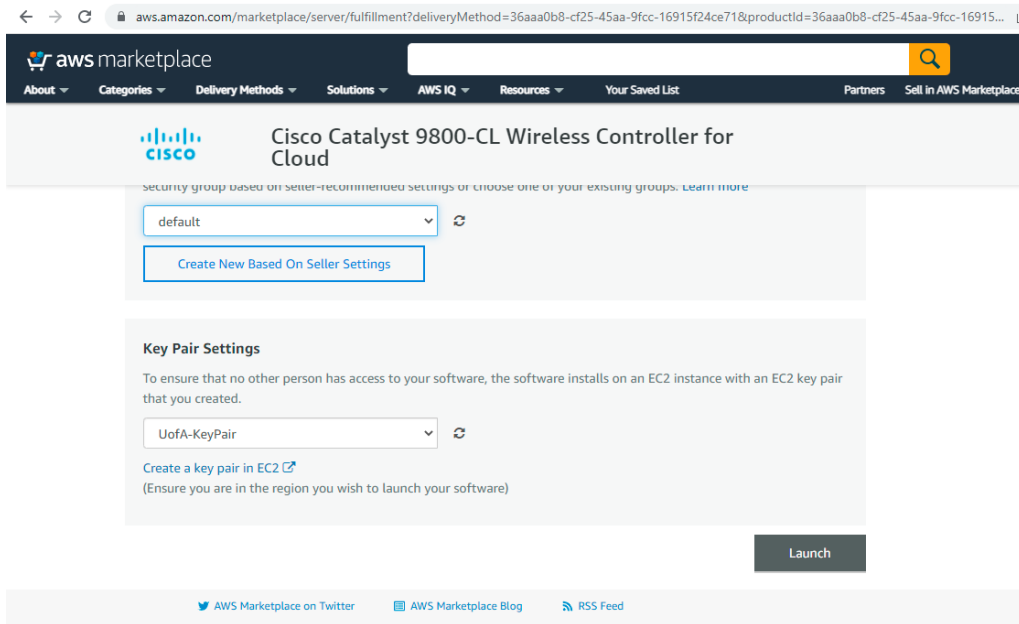 aws.amazon.com/marketplace/server/fulfillment?deliveryMethod=36aaa0b8-cf25-45aa-9fcc-16915f24ce71&productId=36aaa0b8-cf25-45aa-9fcc-16915...
aws marketplace
About Categories Delivery Methods Solutions AWS IQ Resources Your Saved List Partners Sell in AWS Marketplace
CISCO
Cisco Catalyst 9800-CL Wireless Controller for
Cloud
security group based on seller-recommended settings or choose one of your existing groups. Learn more
default
Create New Based On Seller Settings
Key Pair Settings
To ensure that no other person has access to your software, the software installs on an EC2 instance with an EC2 key pair
that you created.
UofA-KeyPair
Create a key pair in EC2
(Ensure you are in the region you wish to launch your software)
Launch
AWS Marketplace on Twitter AWS Marketplace Blog RSS Feed